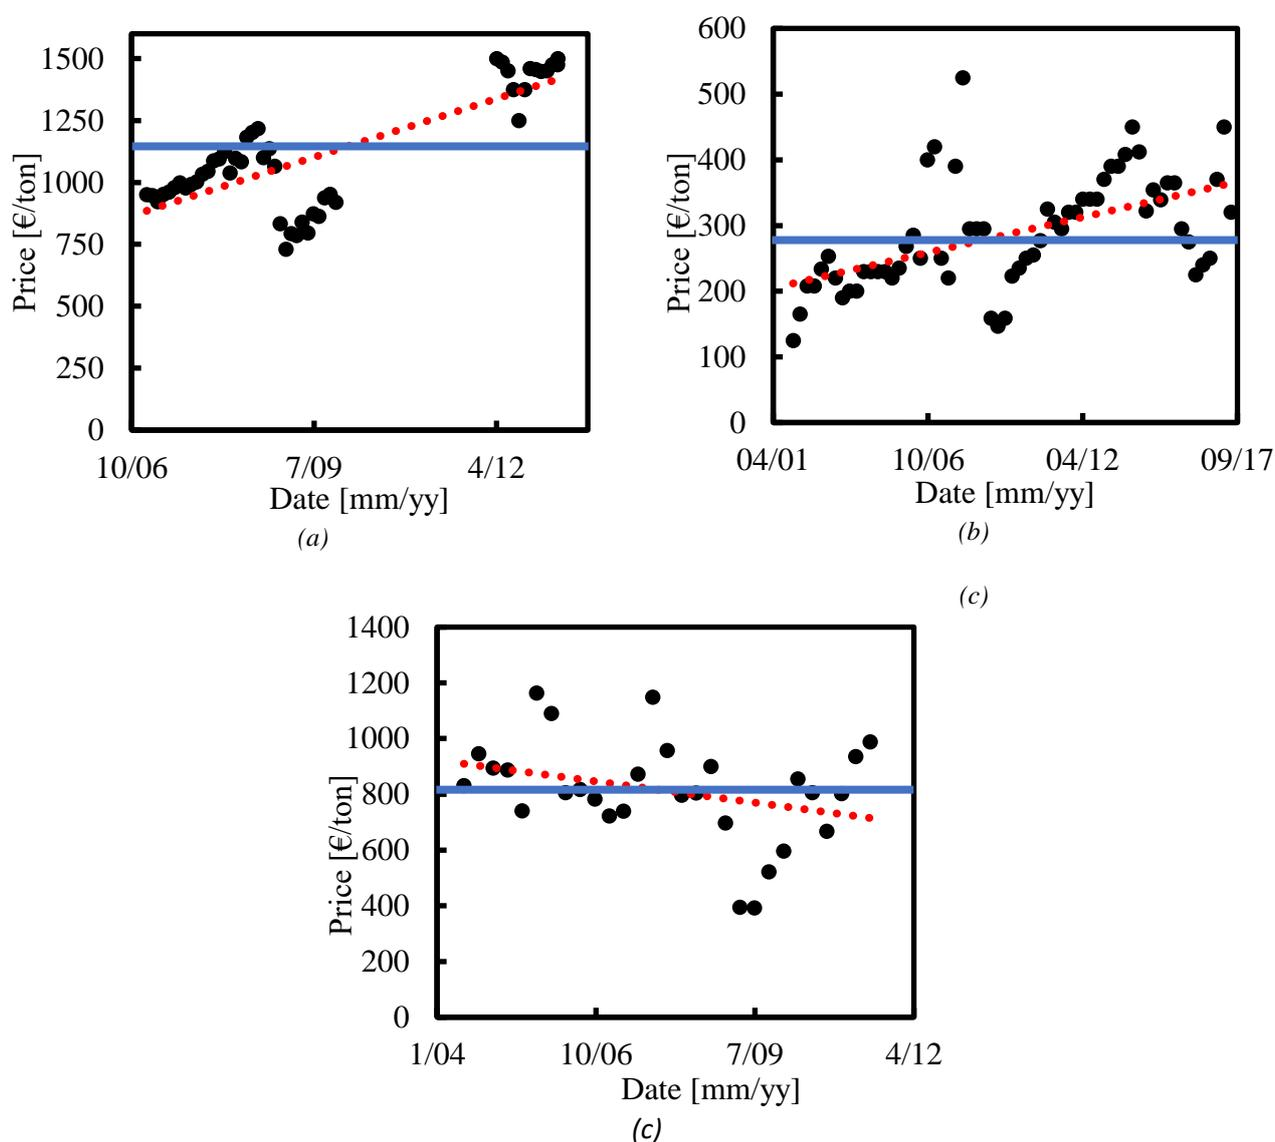 1500
1250
1000
750
500
250
0
Price [€/ton]
10/06 7/09 4/12
Date [mm/yy]
(a)
600
500
400
300
200
100
0
Price [€/ton]
04/01 10/06 04/12 09/17
Date [mm/yy]
(b)
(c)
1400
1200
1000
800
600
400
200
0
Price [€/ton]
1/04 10/06 7/09 4/12
Date [mm/yy]
(c)